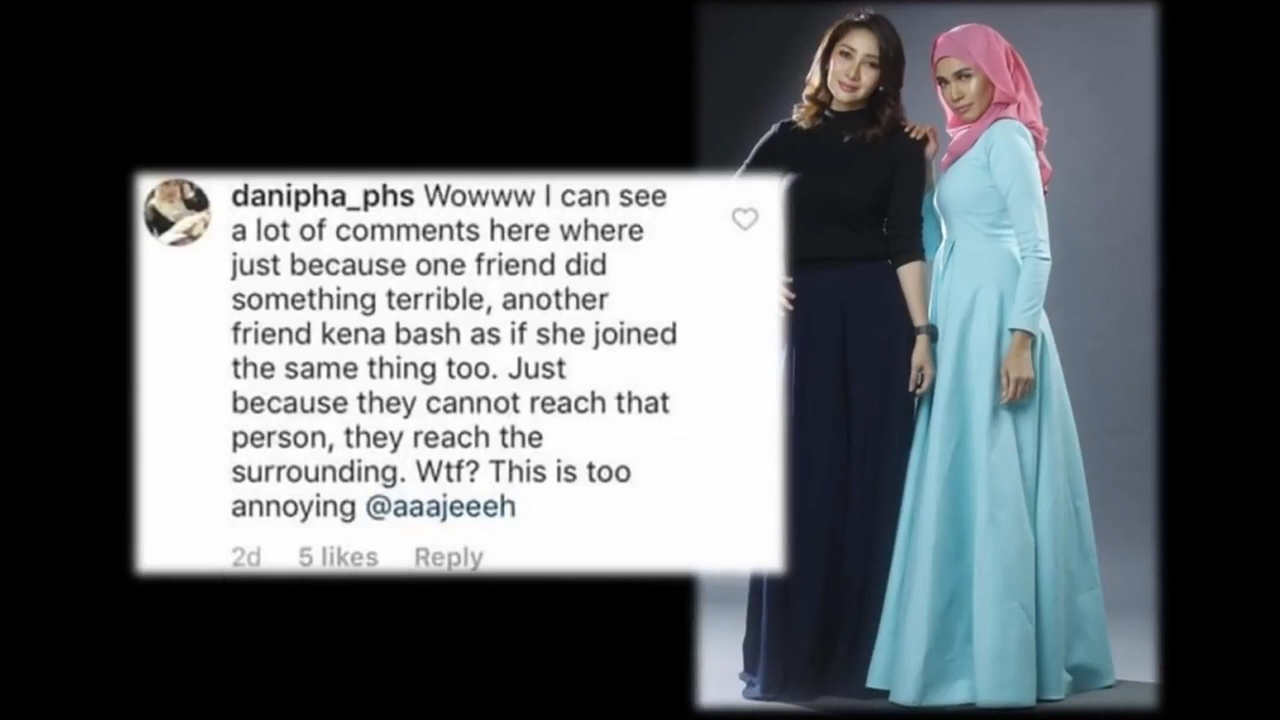 danipha_phs Wowww I can see
a lot of comments here where
just because one friend did
something terrible, another
friend kena bash as if she joined
the same thing too. Just
because they cannot reach that
person, they reach the
surrounding. Wtf? This is too
annoying @aaajeeeh
2d 5 likes Reply